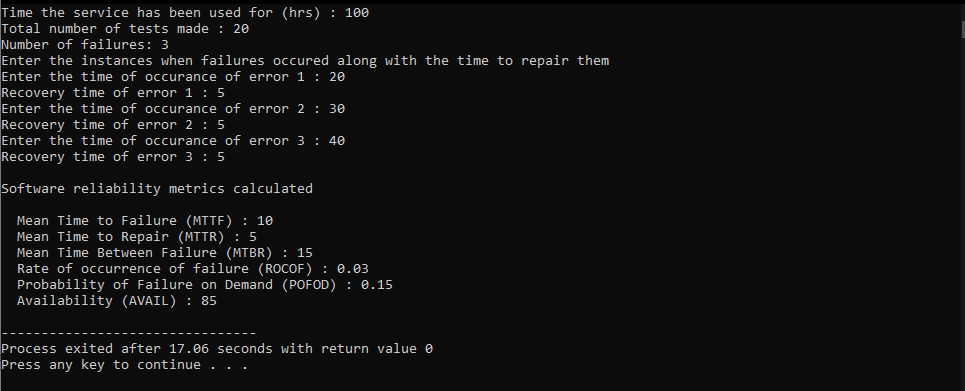 Time the service has been used for (hrs) : 100
Total number of tests made : 20
Number of failures: 3
Enter the instances when failures occured along with the time to repair them
Enter the time of occurance of error 1 : 20
Recovery time of error 1 : 5
Enter the time of occurance of error 2 : 30
Recovery time of error 2 : 5
Enter the time of occurance of error 3 : 40
Recovery time of error 3 : 5
Software reliability metrics calculated
Mean Time to Failure (MTTF) : 10
Mean Time to Repair (MTTR) : 5
Mean Time Between Failure (MTBR) : 15
Rate of occurrence of failure (ROCOF) : 0.03
Probability of Failure on Demand (POFOD) : 0.15
Availability (AVAIL) : 85
--------------------------------
Process exited after 17.06 seconds with return value 0
Press any key to continue . . .